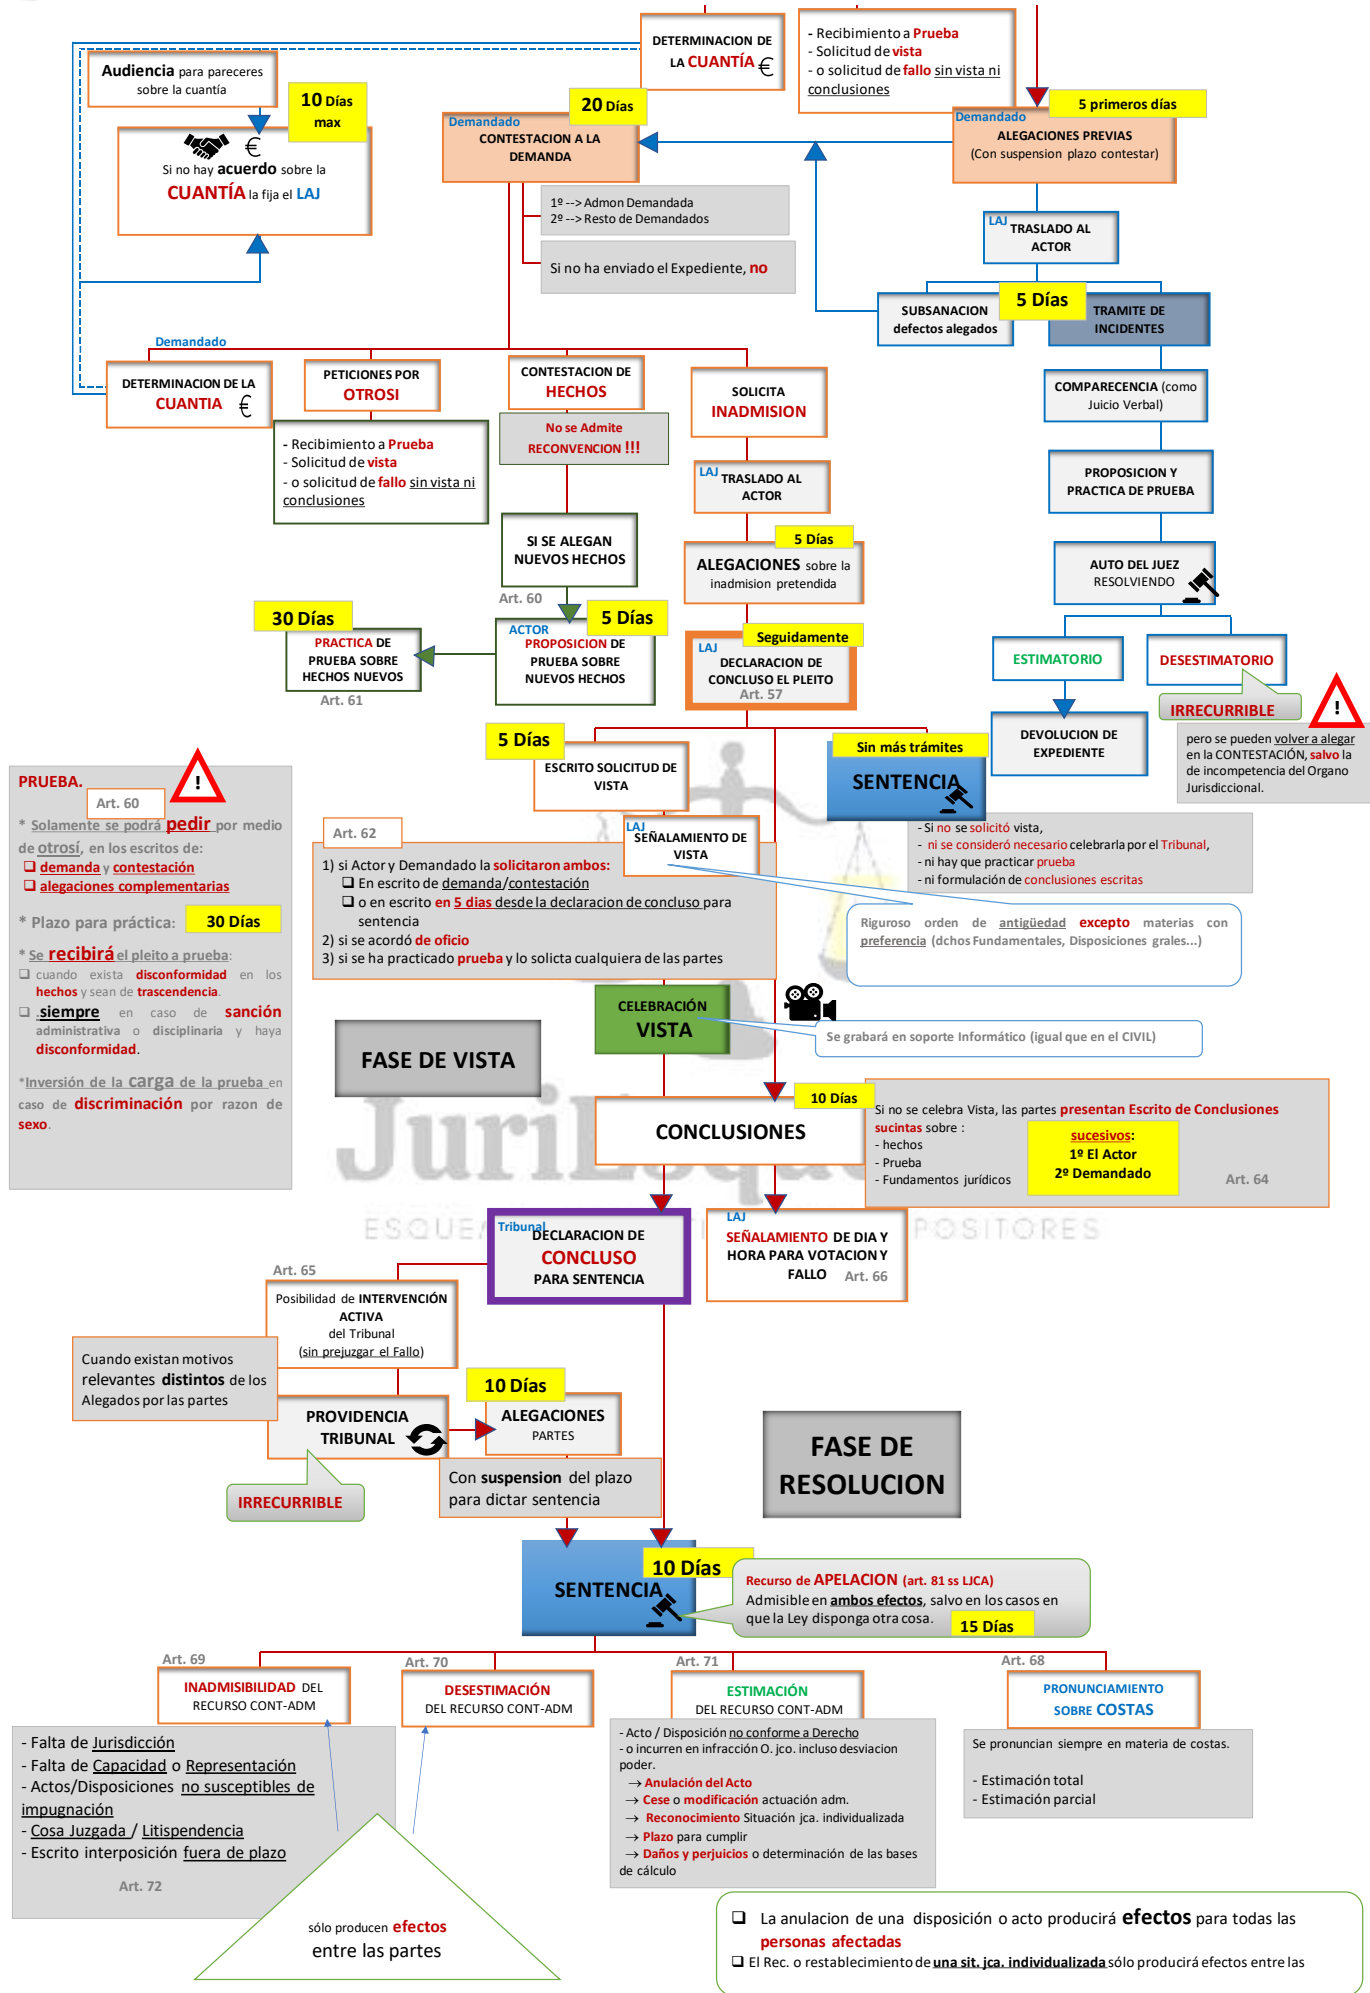 DETERMINACION DE
LA CUANTÍA €
- Recibimiento a Prueba
- Solicitud de vista
- o solicitud de fallo sin vista ni
conclusiones
Audiencia para pareceres
sobre la cuantía
10 Días
max
€
Si no hay acuerdo sobre la
CUANTÍA la fija el LAJ
20 Días
Demandado
CONTESTACION A LA
DEMANDA
5 primeros días
Demandado
ALEGACIONES PREVIAS
(Con suspension plazo contestar)
1º --> Admon Demandada
2º --> Resto de Demandados
Si no ha enviado el Expediente, no
LAJ
TRASLADO AL
ACTOR
5 Días
SUBSANACION
defectos alegados
TRAMITE DE
INCIDENTES
Demandado
DETERMINACION DE LA
CUANTIA €
PETICIONES POR
OTROSI
CONTESTACION DE
HECHOS
SOLICITA
INADMISION
COMPARECENCIA (como
Juicio Verbal)
- Recibimiento a Prueba
- Solicitud de vista
- o solicitud de fallo sin vista ni
conclusiones
No se Admite
RECONVENCION !!!
LAJ
TRASLADO AL
ACTOR
PROPOSICION Y
PRACTICA DE PRUEBA
SI SE ALEGAN
NUEVOS HECHOS
5 Días
ALEGACIONES sobre la
inadmision pretendida
AUTO DEL JUEZ
RESOLVIENDO
Art. 60
30 Días
PRACTICA DE
PRUEBA SOBRE
HECHOS NUEVOS
Art. 61
5 Días
ACTOR
PROPOSICION DE
PRUEBA SOBRE
NUEVOS HECHOS
Seguidamente
LAJ
DECLARACION DE
CONCLUSO EL PLEITO
Art. 57
ESTIMATORIO
DESESTIMATORIO
IRRECURRIBLE
!
DEVOLUCION DE
EXPEDIENTE
pero se pueden volver a alegar
en la CONTESTACIÓN, salvo la
de incompetencia del Organo
Jurisdiccional.
5 Días
ESCRITO SOLICITUD DE
VISTA
Sin más trámites
SENTENCIA
PRUEBA.
!
Art. 60
* Solamente se podrá pedir por medio
de otrosí, en los escritos de:
❑ demanda y contestación
❑ alegaciones complementarias
* Plazo para práctica: 30 Días
* Se recibirá el pleito a prueba:
❑ cuando exista disconformidad en los
hechos y sean de trascendencia.
❑ .siempre en caso de sanción
administrativa o disciplinaria y haya
disconformidad.
*Inversión de la carga de la prueba en
caso de discriminación por razon de
sexo.
Art. 62
LAJ
SEÑALAMIENTO DE
VISTA
1) si Actor y Demandado la solicitaron ambos:
❑ En escrito de demanda/contestación
❑ o en escrito en 5 dias desde la declaracion de concluso para
sentencia
2) si se acordó de oficio
3) si se ha practicado prueba y lo solicta cualquiera de las partes
- Si no se solicitó vista,
- ni se consideró necesario celebrarla por el Tribunal,
- ni hay que practicar prueba
- ni formulación de conclusiones escritas
Riguroso orden de antigüedad excepto materias con
preferencia (dchos Fundamentales, Disposiciones grales...)
CELEBRACIÓN
VISTA
Se grabará en soporte Informático (igual que en el CIVIL)
FASE DE VISTA
10 Días
CONCLUSIONES
Si no se celebra Vista, las partes presentan Escrito de Conclusiones
sucintas sobre :
- hechos
- Prueba
- Fundamentos jurídicos
sucesivos:
1º El Actor
2º Demandado
Art. 64
Tribunal
DECLARACION DE
CONCLUSO
PARA SENTENCIA
LAJ
SEÑALAMIENTO DE DIA Y
HORA PARA VOTACION Y
FALLO Art. 66
Art. 65
Posibilidad de INTERVENCIÓN
ACTIVA
del Tribunal
(sin prejuzgar el Fallo)
Cuando existan motivos
relevantes distintos de los
Alegados por las partes
PROVIDENCIA
TRIBUNAL
IRRECURRIBLE
10 Días
ALEGACIONES
PARTES
Con suspension del plazo
para dictar sentencia
FASE DE
RESOLUCION
10 Días
SENTENCIA
Recurso de APELACION (art. 81 ss LJCA)
Admisible en ambos efectos, salvo en los casos en
que la Ley disponga otra cosa. 15 Días
Art. 69
INADMISIBILIDAD DEL
RECURSO CONT-ADM
Art. 70
DESESTIMACIÓN
DEL RECURSO CONT-ADM
Art. 71
ESTIMACIÓN
DEL RECURSO CONT-ADM
Art. 68
PRONUNCIAMIENTO
SOBRE COSTAS
- Falta de Jurisdicción
- Falta de Capacidad o Representación
- Actos/Disposiciones no susceptibles de
impugnación
- Cosa Juzgada / Litispendencia
- Escrito interposición fuera de plazo
Art. 72
- Acto / Disposición no conforme a Derecho
- o incurren en infracción O. jco. incluso desviacion
poder.
→ Anulación del Acto
→ Cese o modificación actuación adm.
→ Reconocimiento Situación jca. individualizada
→ Plazo para cumplir
→ Daños y perjuicios o determinación de las bases
de cálculo
Se pronuncian siempre en materia de costas.
- Estimación total
- Estimación parcial
sólo producen efectos
entre las partes
❑ La anulacion de una disposición o acto producirá efectos para todas las
personas afectadas
❑ El Rec. o restablecimiento de una sit. jca. individualizada sólo producirá efectos entre las